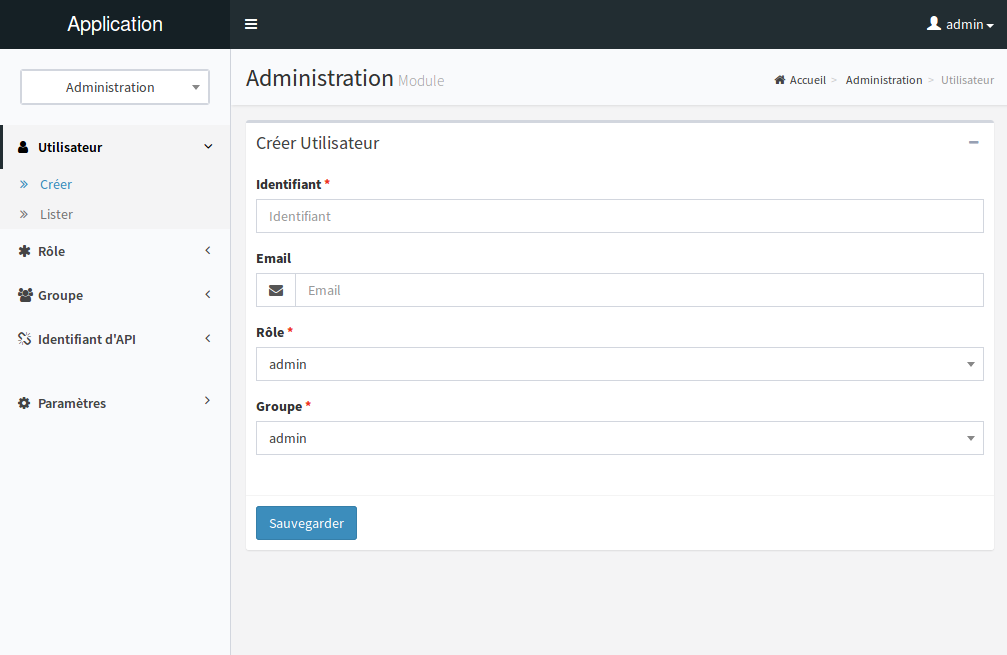 Application
admin
Administration
Administration Module
Accueil > Administration > Utilisateur
Utilisateur
Créer
Lister
Rôle
Groupe
Identifiant d'API
Paramètres
Créer Utilisateur
Identifiant *
Identifiant
Email
Email
Rôle *
admin
Groupe *
admin
Sauvegarder